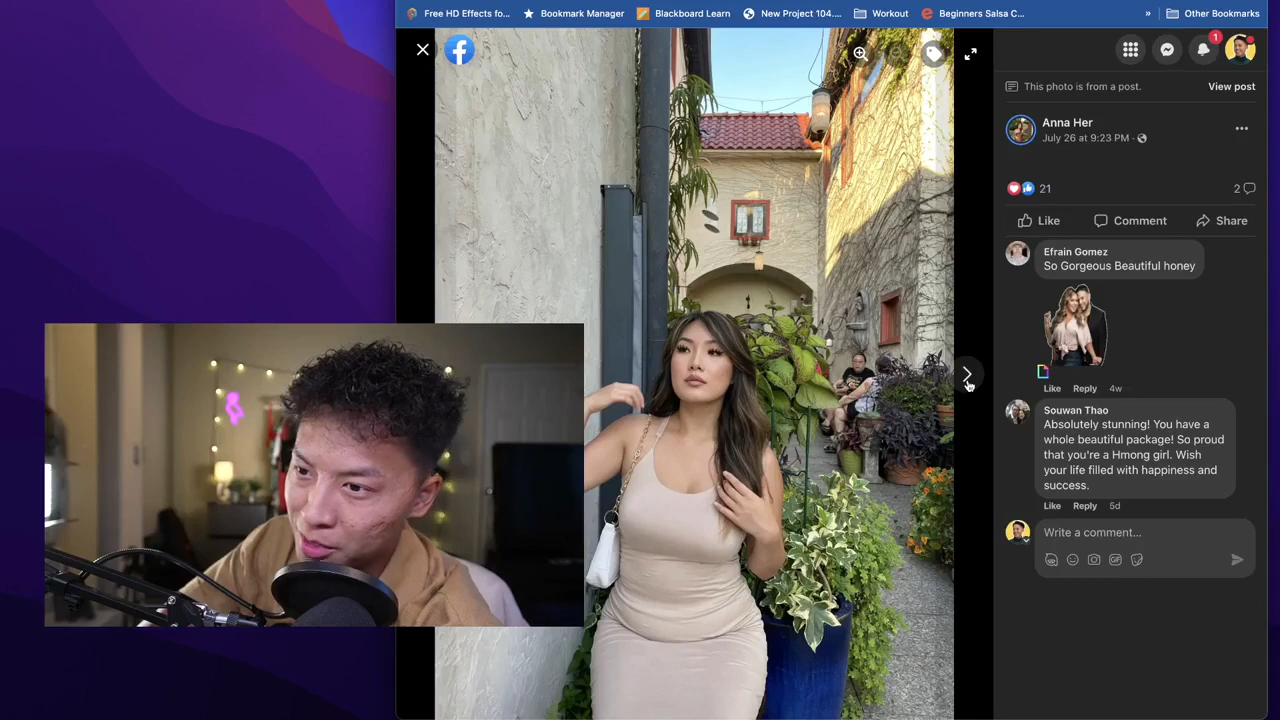 Free HD Effects fo...
Bookmark Manager
Blackboard Learn
New Project 104....
Workout
Beginners Salsa C...
»
Other Bookmarks
1
This photo is from a post.
View post
Anna Her
July 26 at 9:23 PM ·
21
2
Like
Comment
Share
Efrain Gomez
So Gorgeous Beautiful honey
Like Reply 4w
Souwan Thao
Absolutely stunning! You have a
whole beautiful package! So proud
that you're a Hmong girl. Wish
your life filled with happiness and
success.
Like Reply 5d
Write a comment...
GIF